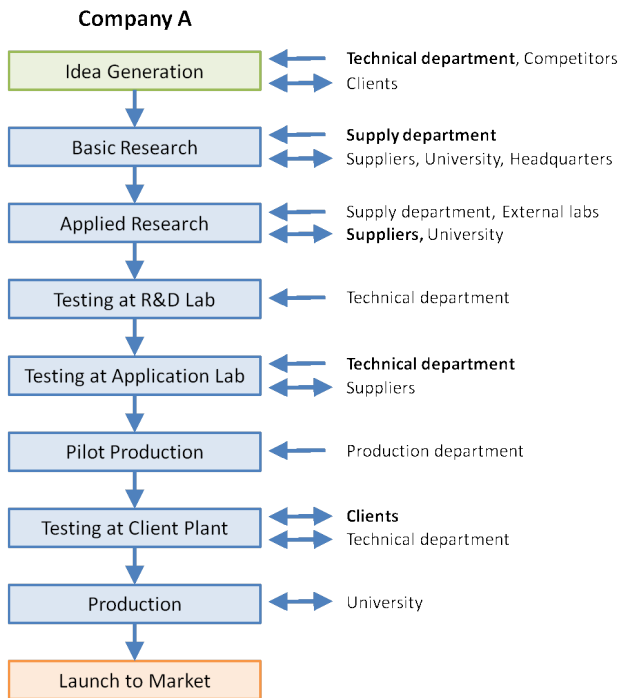 Company A
Idea Generation
Technical department, Competitors
Clients
Basic Research
Supply department
Suppliers, University, Headquarters
Applied Research
Supply department, External labs
Suppliers, University
Testing at R&D Lab
Technical department
Testing at Application Lab
Technical department
Suppliers
Pilot Production
Production department
Testing at Client Plant
Clients
Technical department
Production
University
Launch to Market